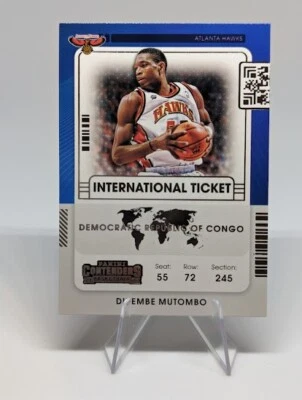 ATLANTA HAWKS
HAWKS
INTERNATIONAL TICKET
DEMOCRATIC REPUBLIC OF CONGO
PANINI
CONTENDERS
Seat: Row: Section:
55 72 245
DIKEMBE MUTOMBO